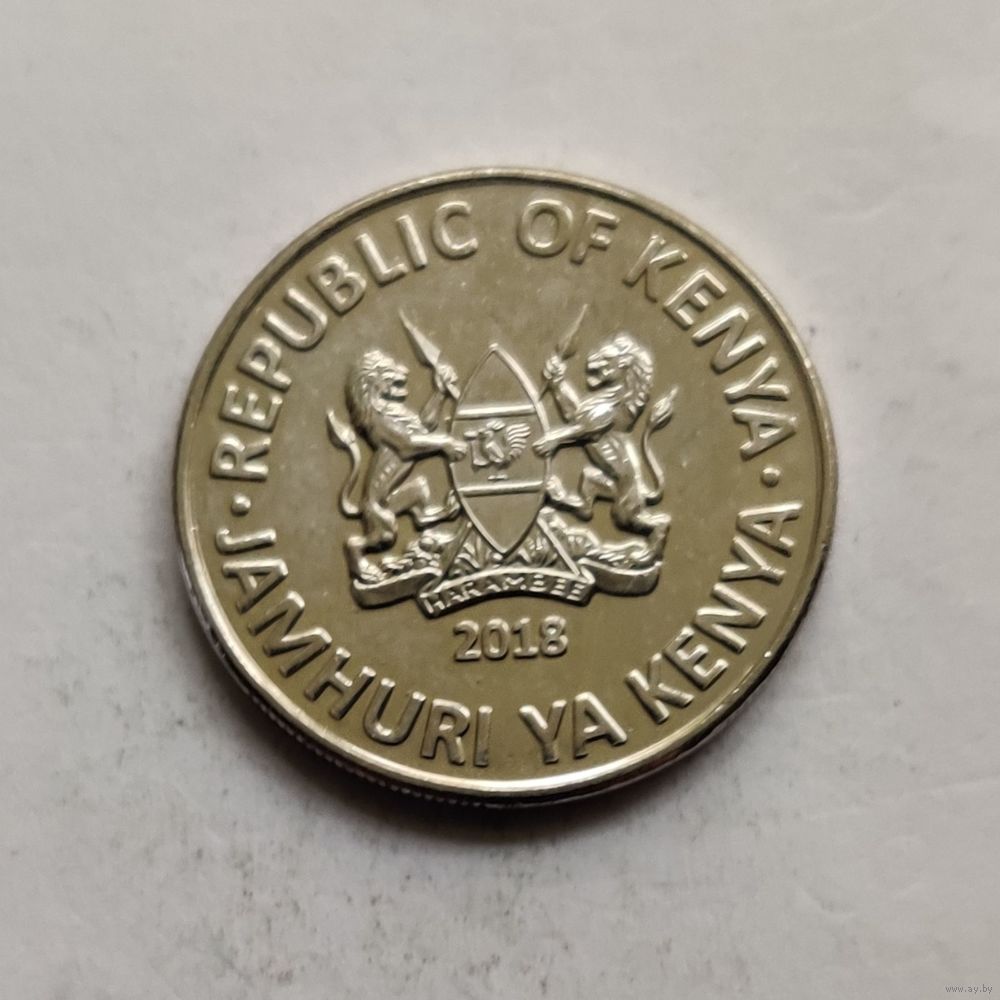 REPUBLIC OF KENYA
HARAMBEE
2018
· JAMHURI YA KENYA ·
www.ay.by